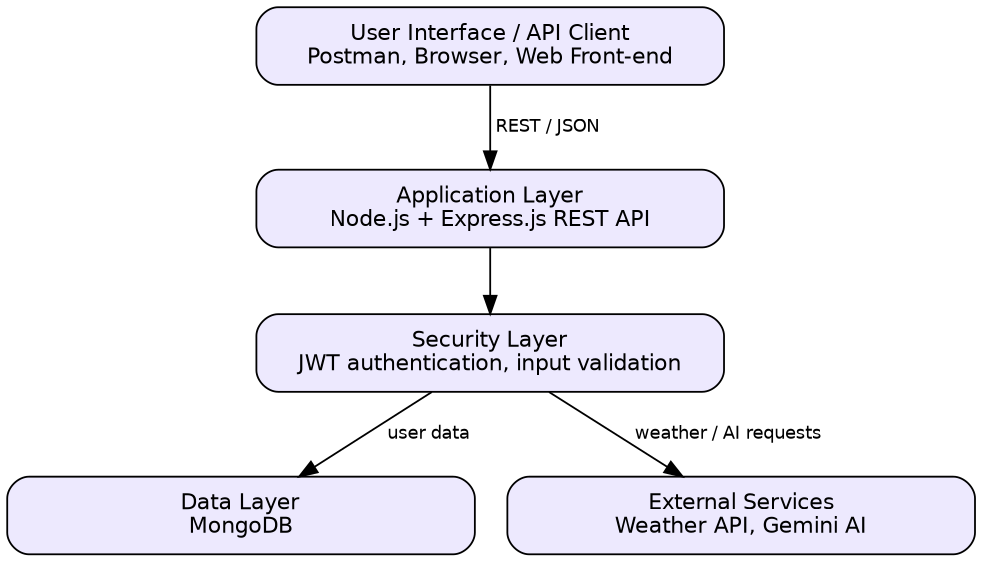 User Interface / API Client
Postman, Browser, Web Front-end
REST / JSON
Application Layer
Node.js + Express.js REST API
Security Layer
JWT authentication, input validation
user data
weather / AI requests
Data Layer
MongoDB
External Services
Weather API, Gemini AI